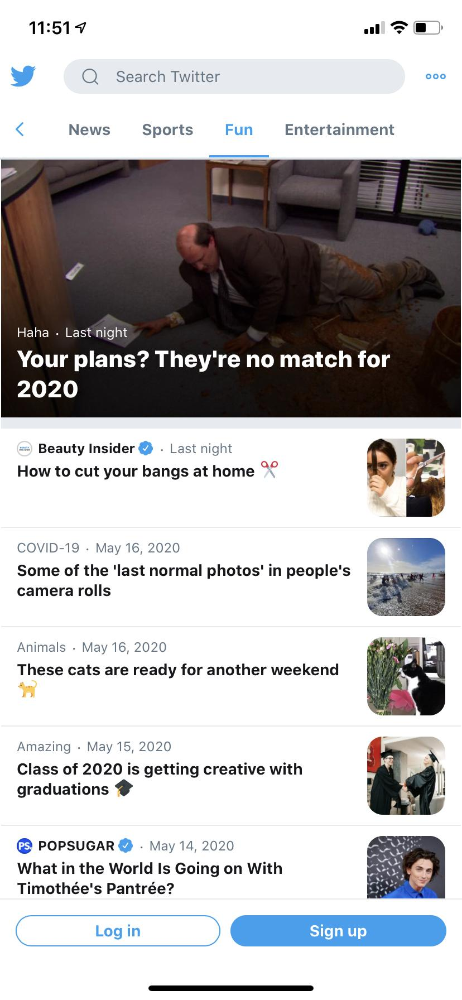 11:51
Search Twitter
News Sports Fun Entertainment
Haha · Last night
Your plans? They're no match for
2020
BEAUTY
INSIDER
Beauty Insider · Last night
How to cut your bangs at home ✂️
COVID-19 · May 16, 2020
Some of the 'last normal photos' in people's
camera rolls
Animals · May 16, 2020
These cats are ready for another weekend
🐈
Amazing · May 15, 2020
Class of 2020 is getting creative with
graduations 🎓
PS. POPSUGAR · May 14, 2020
What in the World Is Going on With
Timothée's Pantrée?
Log in Sign up